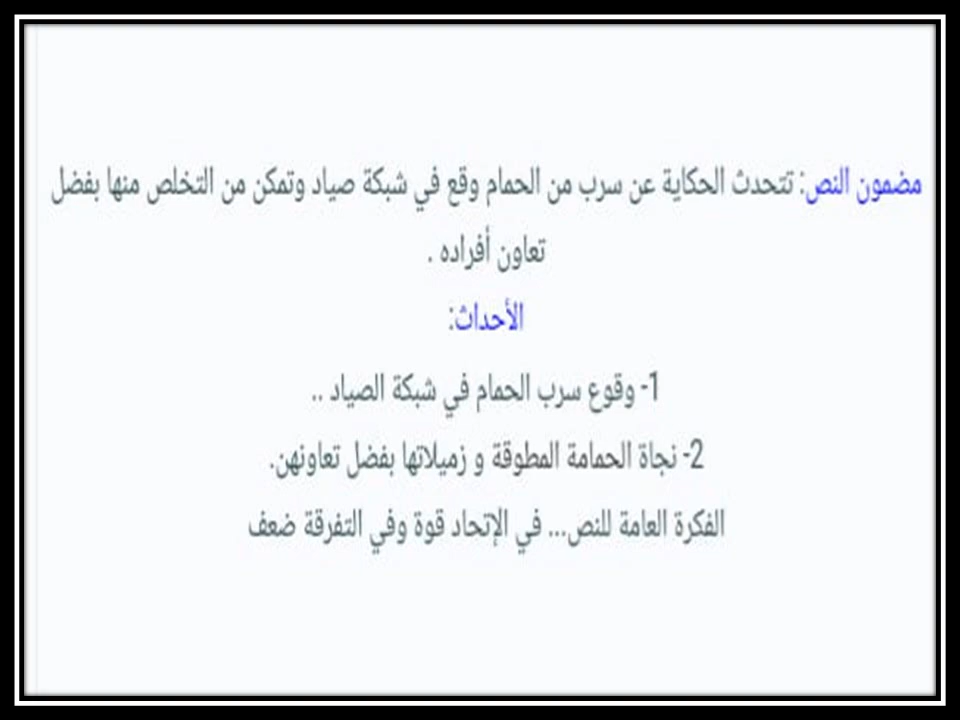 مضمون النص: تتحدث الحكاية عن سرب من الحمام وقع في شبكة صياد وتمكن من التخلص منها بفضل
تعاون أفراده .
الأحداث:
1- وقوع سرب الحمام في شبكة الصياد ..
2- نجاة الحمامة المطوقة و زميلاتها بفضل تعاونهن.
الفكرة العامة للنص... في الإتحاد قوة وفي التفرقة ضعف